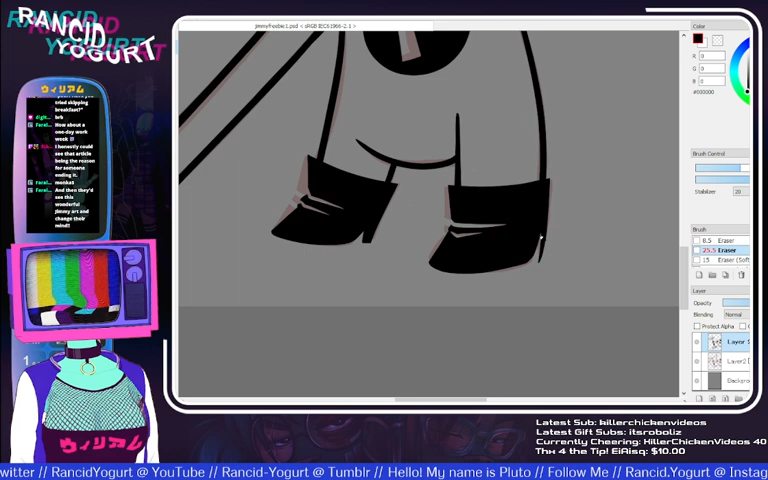 RANCID
YOGURT
jimmyfreebie1.psd < sRGB IEC61966-2.1 >
ウィリアム
tried skipping
breakfast?"
brb
How about a
one-day work
week
I honestly could
see that article
being the reason
for someone
ending it.
monkaS
And then they'd
see this
wonderful
Jimmy art and
change their
mind!!
Color
R 0
G 0
B 0
#000000
Brush Control
Stabilizer 20
Brush
8.5 Eraser
25.5 Eraser
15 Eraser (Soft
Layer
Opacity
Blending Normal
Protect Alpha
Layer
Layer2
Backgro
ウィリアム
Latest Sub: killerchickenvideos
Latest Gift Subs: itsroboliz
Currently Cheering: KillerChickenVideos 40
Thx 4 the Tip! EiAisq: $10.00
witter // RancidYogurt @ YouTube // Rancid-Yogurt @ Tumblr // Hello! My name is Pluto // Follow Me // Rancid.Yogurt @ Instag